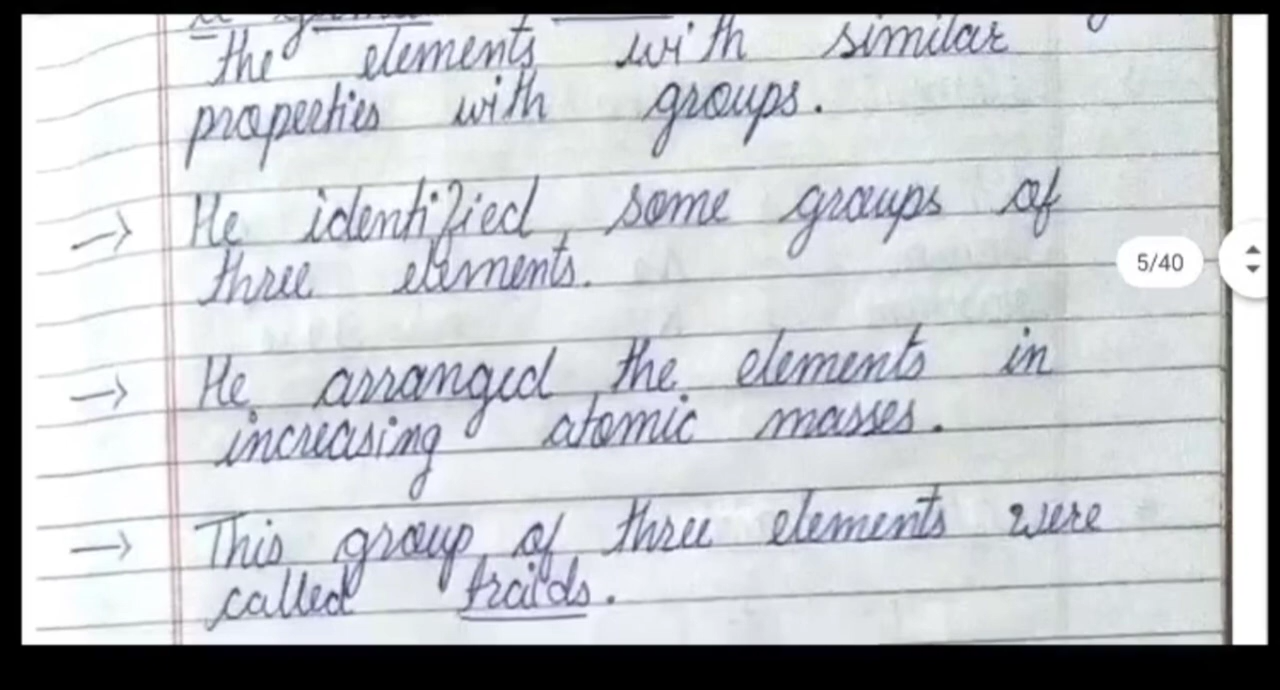 the elements with similar
properties with groups.
→ He identified some groups of
three elements.
5/40
→ He arranged the elements in
increasing atomic masses.
→ This group of three elements were
called traids.